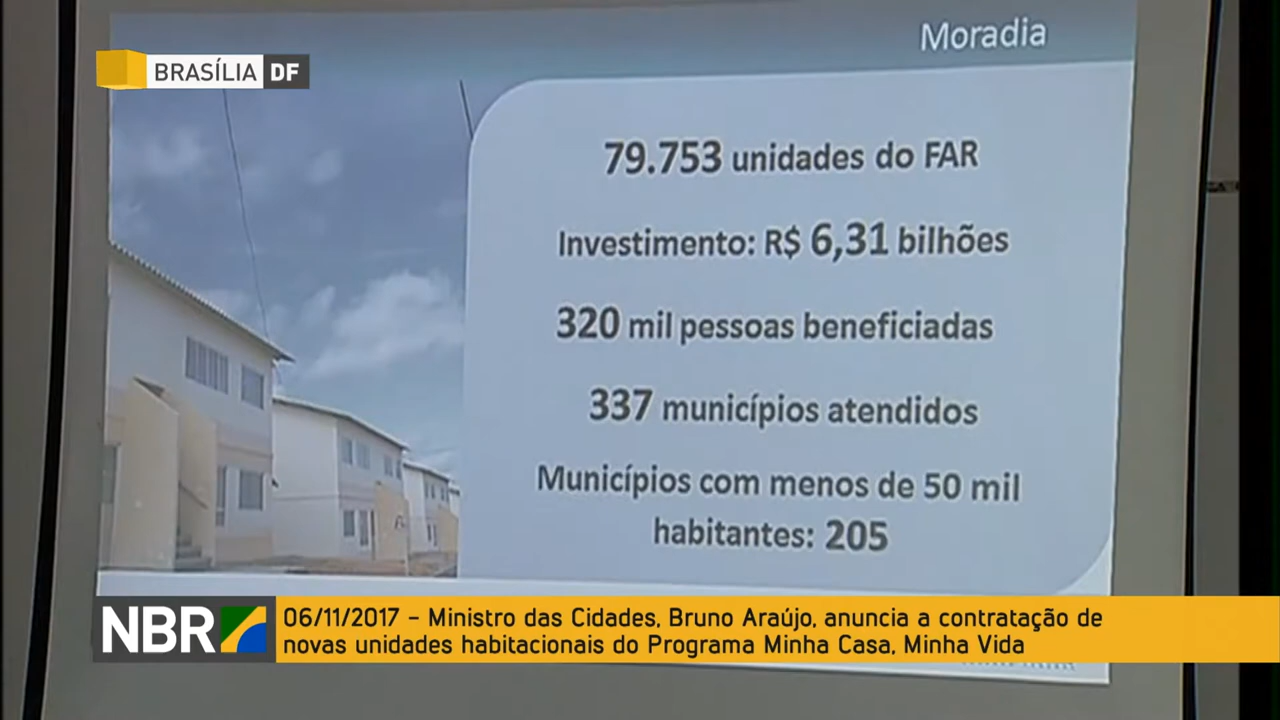 Moradia
BRASÍLIA DF
79.753 unidades do FAR
Investimento: R$ 6,31 bilhões
320 mil pessoas beneficiadas
337 municípios atendidos
Municípios com menos de 50 mil
habitantes: 205
NBR
06/11/2017 – Ministro das Cidades, Bruno Araújo, anuncia a contratação de
novas unidades habitacionais do Programa Minha Casa, Minha Vida